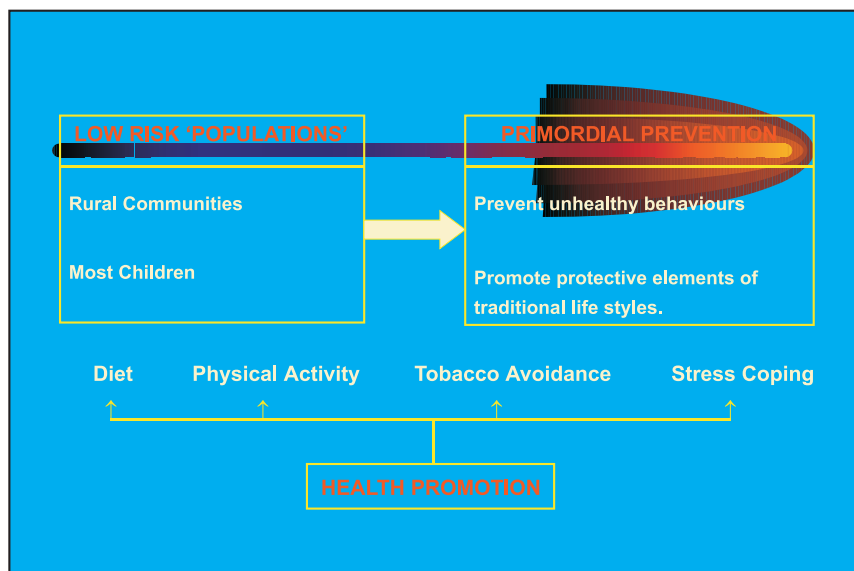 LOW RISK 'POPULATIONS'
Rural Communities
Most Children
PRIMORDIAL PREVENTION
Prevent unhealthy behaviours
Promote protective elements of
traditional life styles.
Diet
Physical Activity
Tobacco Avoidance
Stress Coping
HEALTH PROMOTION